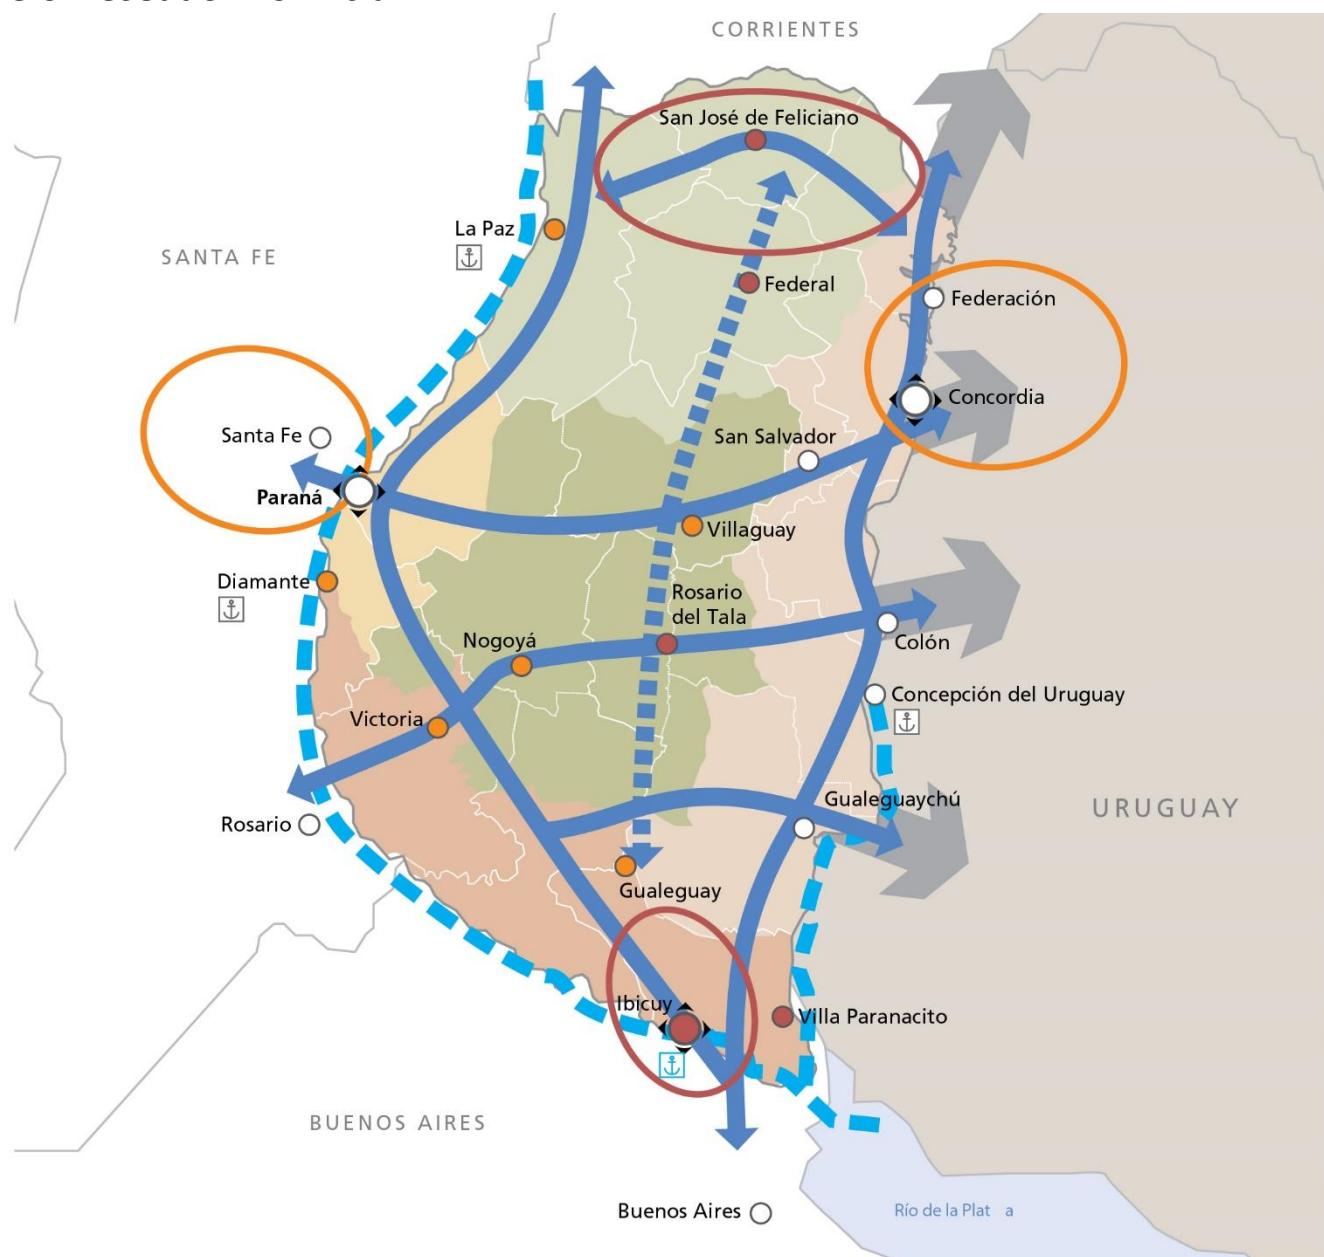 CORRIENTES
San José de Feliciano
La Paz
SANTA FE
Federal
Federación
Concordia
Santa Fe
San Salvador
Paraná
Villaguay
Diamante
Rosario
del Tala
Nogoyá
Colón
Concepción del Uruguay
Victoria
Gualeguaychú
URUGUAY
Rosario
Gualeguay
Ibicuy
Villa Paranacito
BUENOS AIRES
Buenos Aires
Río de la Plat a